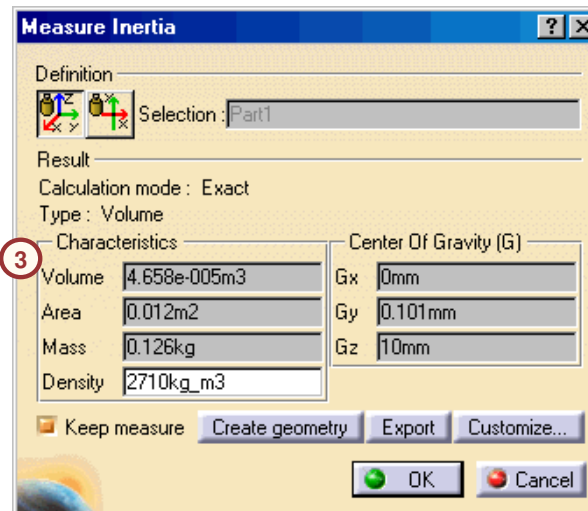 Measure Inertia
Definition
Z
X Y
Y
X
Selection : Part1
Result
Calculation mode : Exact
Type : Volume
3
Characteristics
Volume 4.658e-005m3
Area 0.012m2
Mass 0.126kg
Density 2710kg_m3
Center Of Gravity (G)
Gx 0mm
Gy 0.101mm
Gz 10mm
Keep measure Create geometry Export Customize...
OK Cancel